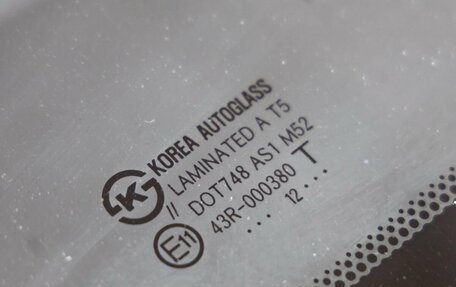 K KOREA AUTOGLASS
LAMINATED A T5
// DOT748 AS1 M52
43R-000380 T
E11 ... 12 ...